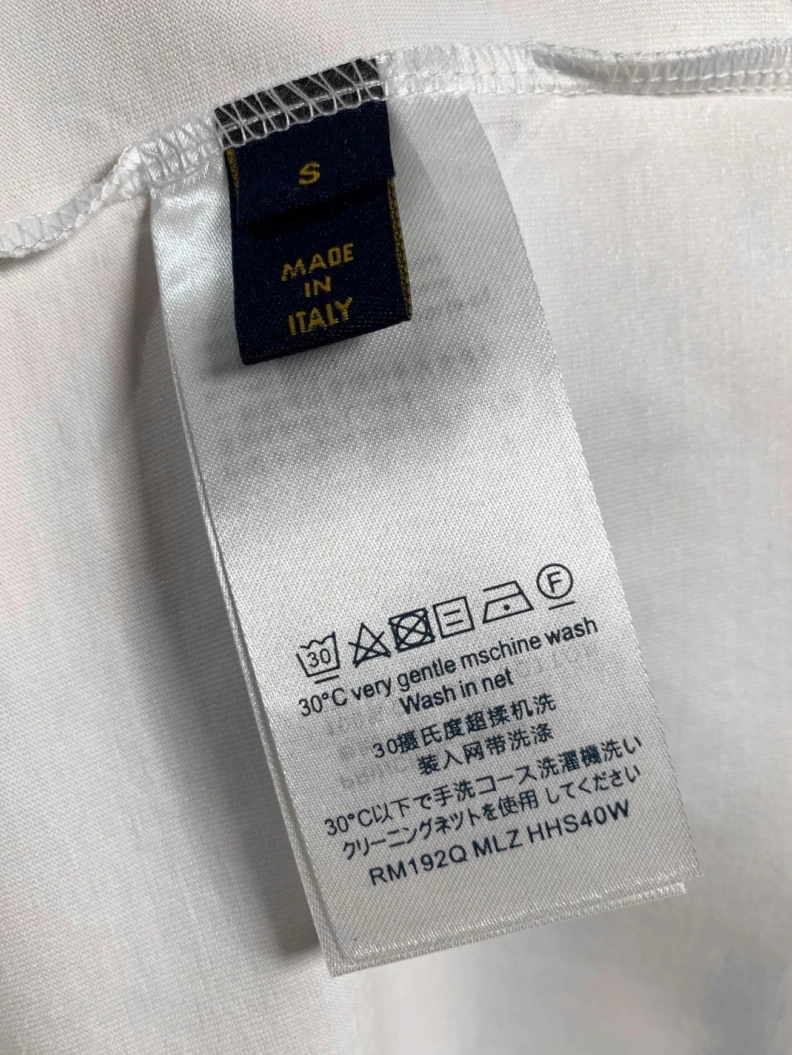 S
MADE
IN
ITALY
30
F
30°C very gentle mschine wash
Wash in net
30摄氏度超揉机洗
装入网带洗涤
30°C以下で手洗コース洗濯機洗い
クリーニングネツトを使用 してください
RM192Q MLZ HHS40W